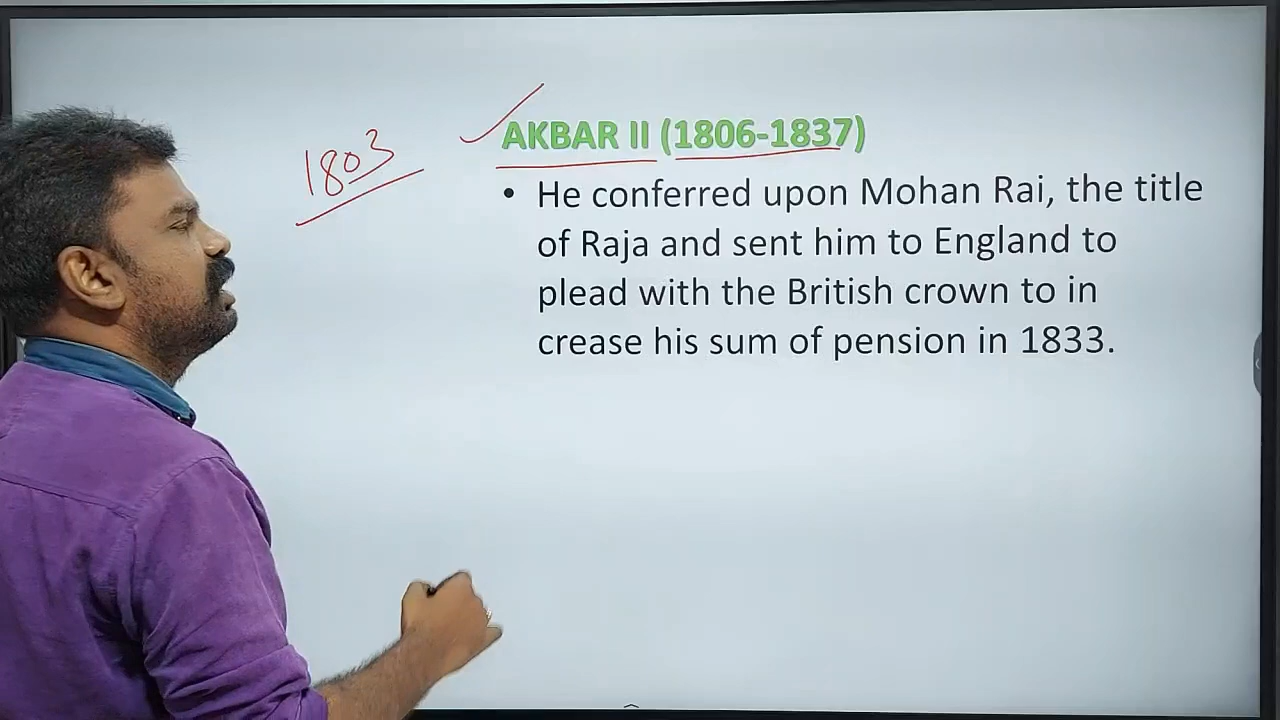 1803
AKBAR II (1806-1837)
• He conferred upon Mohan Rai, the title
of Raja and sent him to England to
plead with the British crown to in
crease his sum of pension in 1833.